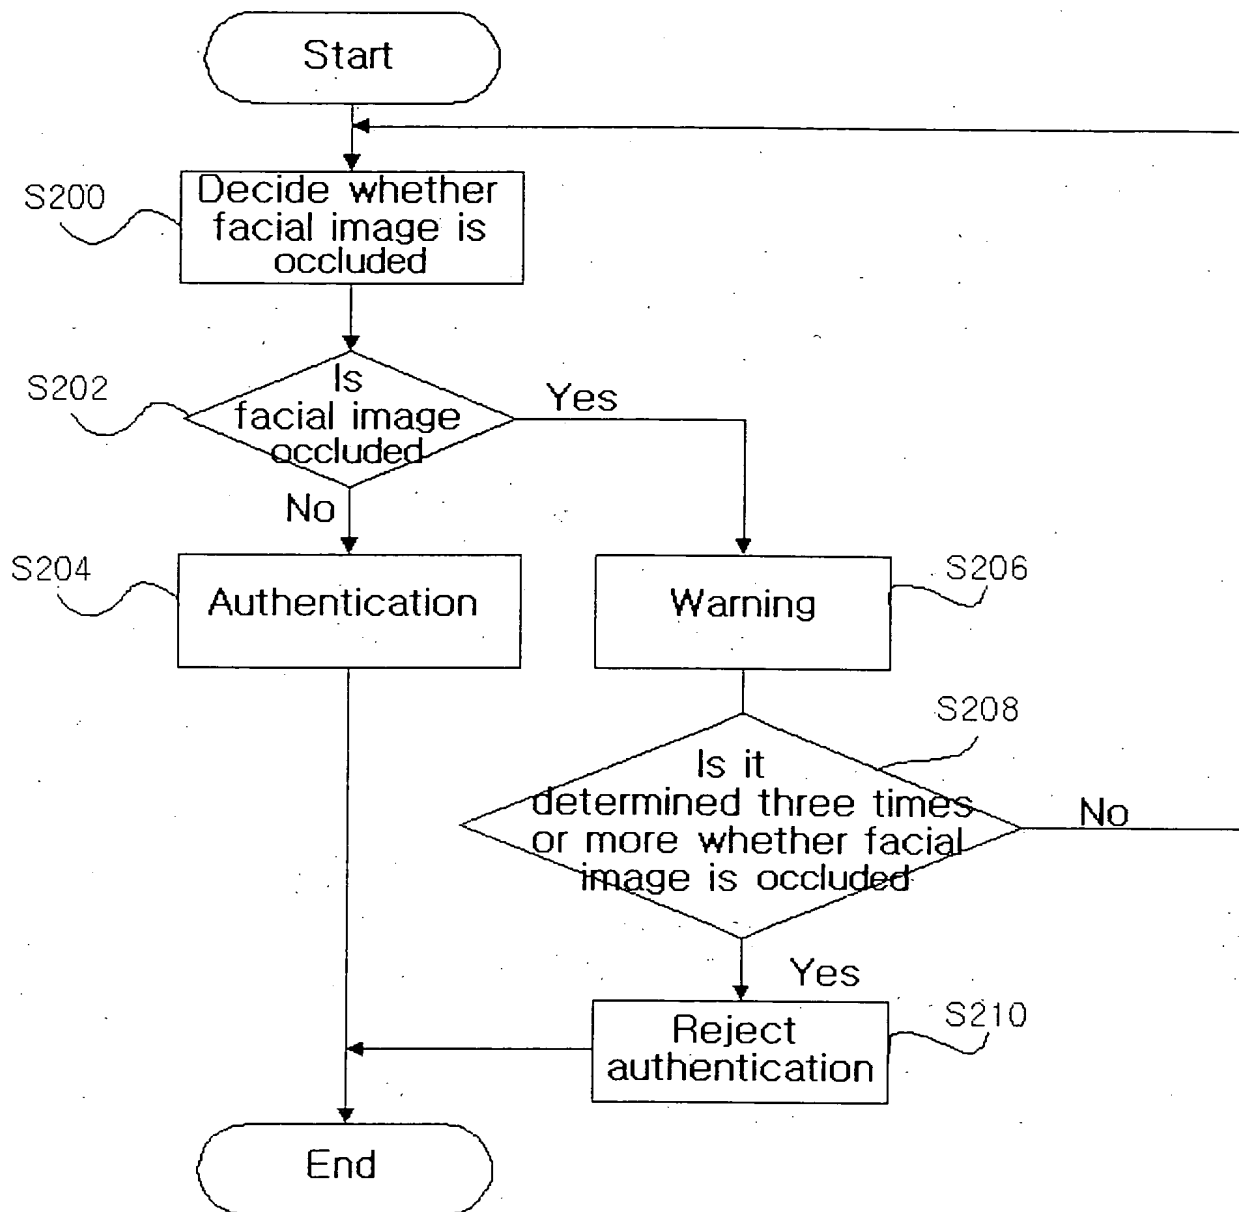 Start
S200
Decide whether
facial image is
occluded
S202
Is
facial image
occluded
Yes
No
S204
Authentication
S206
Warning
S208
Is it
determined three times
or more whether facial
image is occluded
No
Yes
S210
Reject
authentication
End